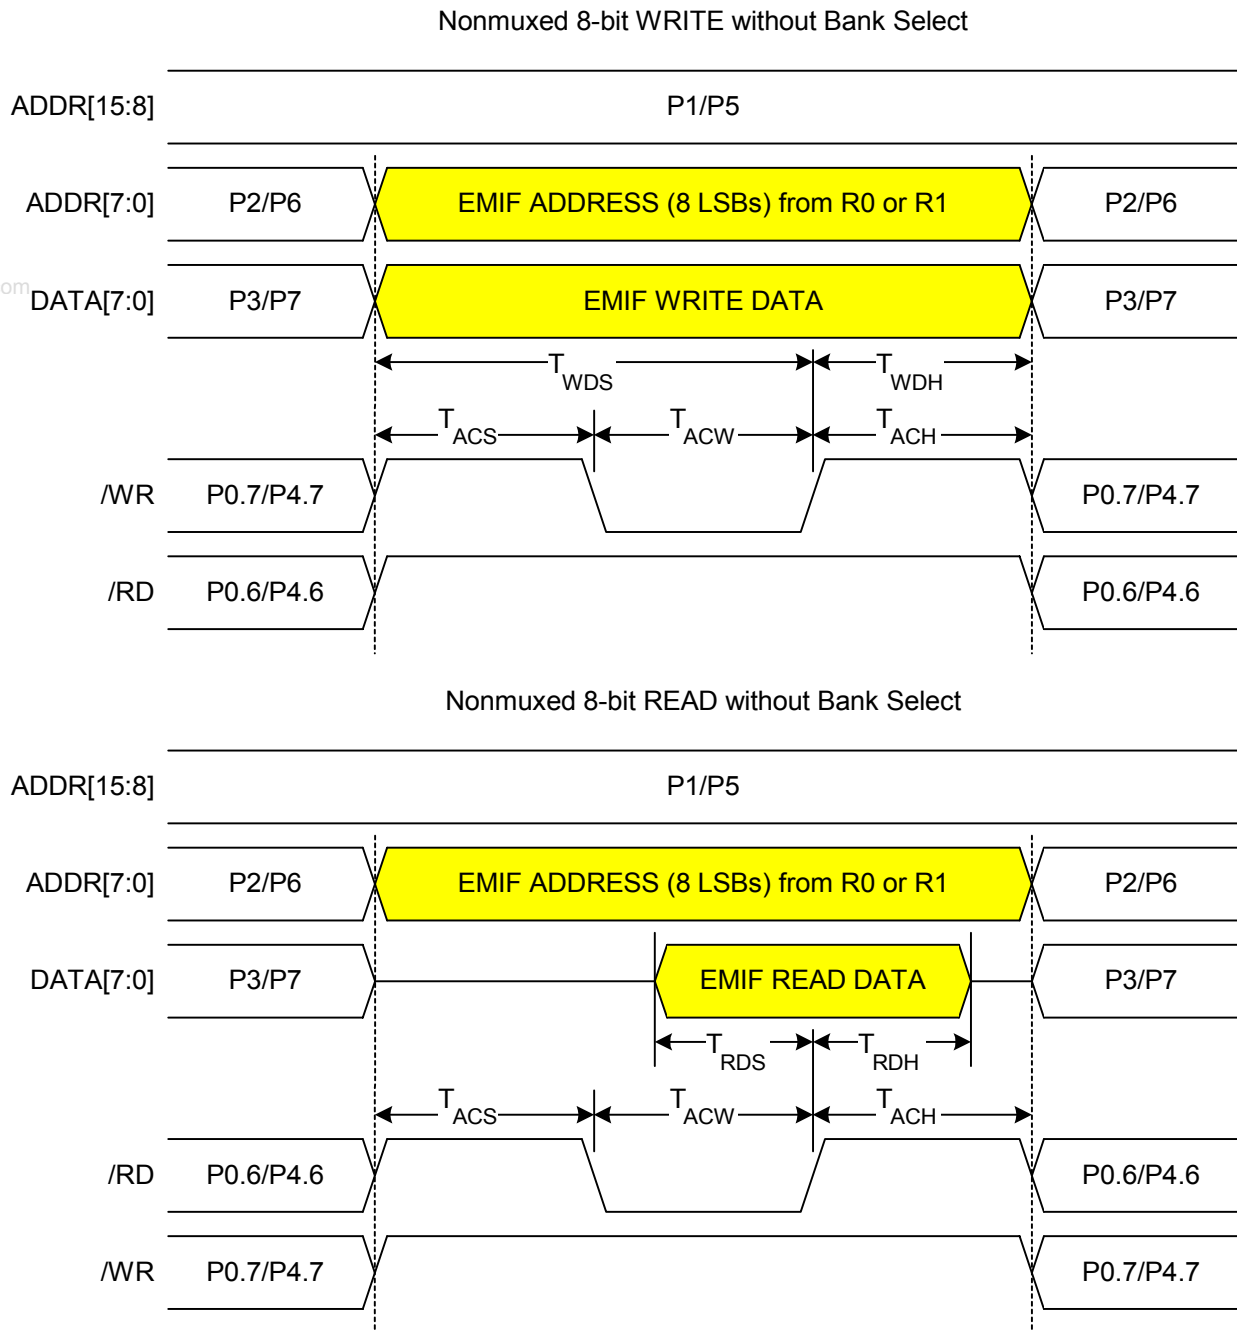 Nonmuxed 8-bit WRITE without Bank Select
ADDR[15:8] P1/P5
ADDR[7:0] P2/P6 EMIF ADDRESS (8 LSBs) from R0 or R1 P2/P6
om
DATA[7:0] P3/P7 EMIF WRITE DATA P3/P7
TWDS TWDH
TACS TACW TACH
/WR P0.7/P4.7 P0.7/P4.7
/RD P0.6/P4.6 P0.6/P4.6
Nonmuxed 8-bit READ without Bank Select
ADDR[15:8] P1/P5
ADDR[7:0] P2/P6 EMIF ADDRESS (8 LSBs) from R0 or R1 P2/P6
DATA[7:0] P3/P7 EMIF READ DATA P3/P7
TRDS TRDH
TACS TACW TACH
/RD P0.6/P4.6 P0.6/P4.6
/WR P0.7/P4.7 P0.7/P4.7